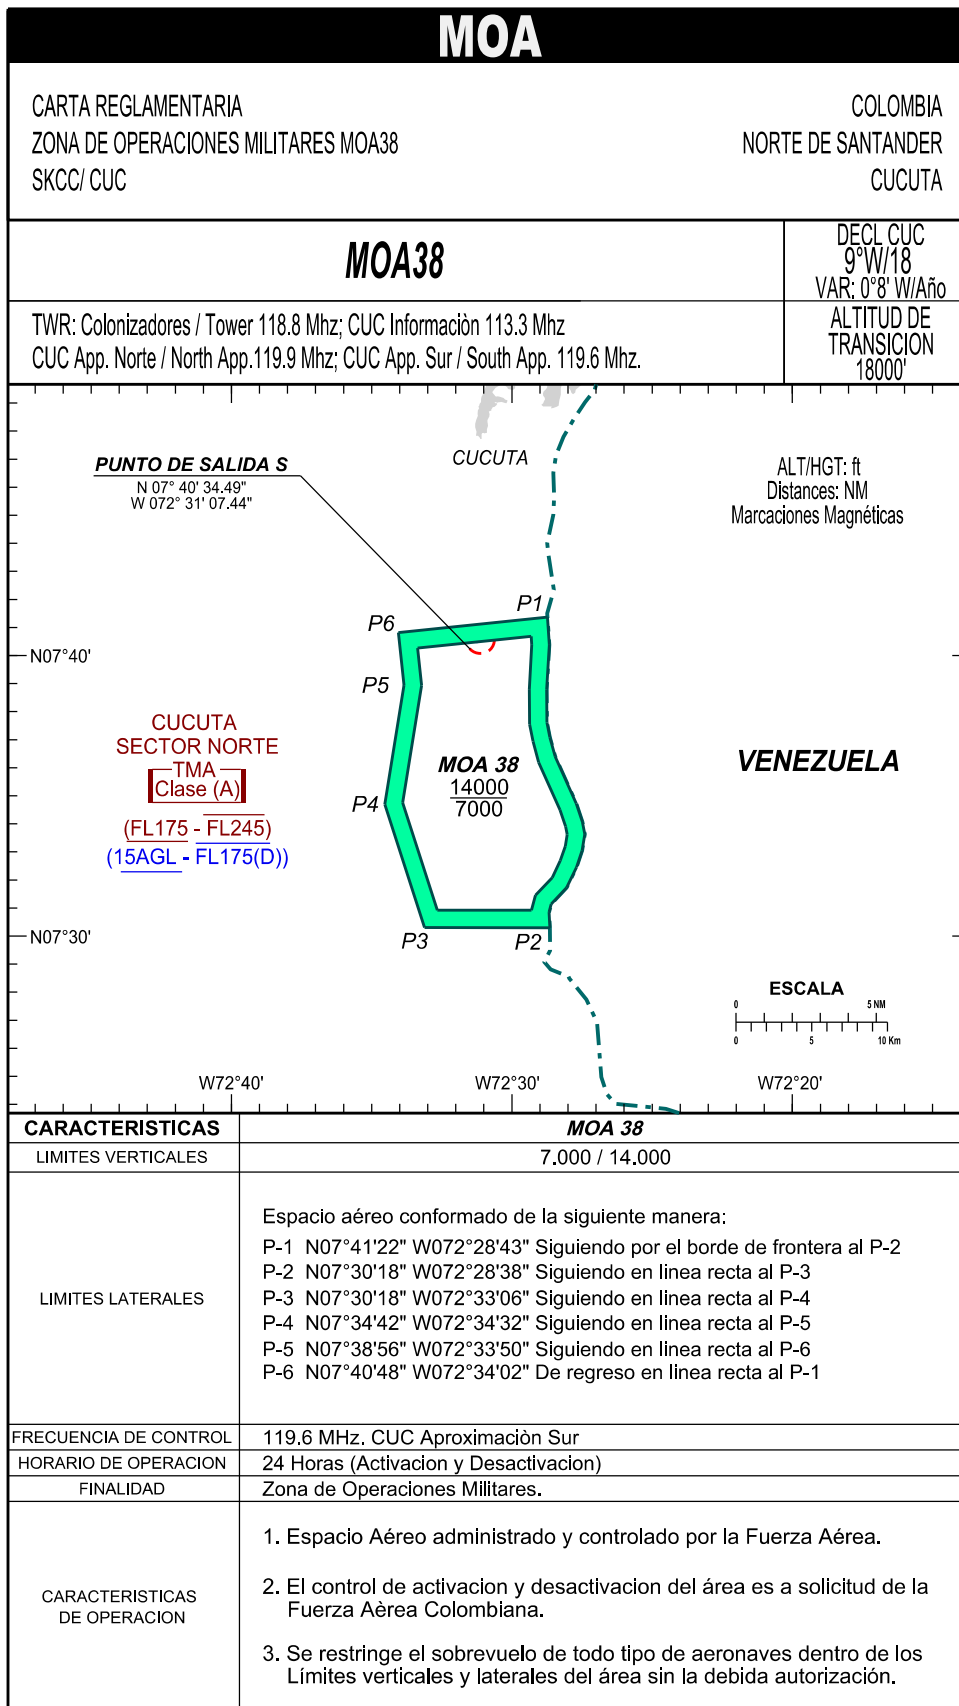 MOA
CARTA REGLAMENTARIA
ZONA DE OPERACIONES MILITARES MOA38
SKCC/ CUC
COLOMBIA
NORTE DE SANTANDER
CUCUTA
MOA38
DECL CUC
9°W/18
VAR: 0°8' W/Año
TWR: Colonizadores / Tower 118.8 Mhz; CUC Informaciòn 113.3 Mhz
CUC App. Norte / North App.119.9 Mhz; CUC App. Sur / South App. 119.6 Mhz.
ALTITUD DE
TRANSICION
18000'
PUNTO DE SALIDA S
N 07° 40' 34.49"
W 072° 31' 07.44"
CUCUTA
ALT/HGT: ft
Distances: NM
Marcaciones Magnéticas
P1
P6
N07°40'
P5
CUCUTA
SECTOR NORTE
TMA
Clase (A)
(FL175 - FL245)
(15AGL - FL175(D))
MOA 38
14000
7000
VENEZUELA
P4
P3
P2
N07°30'
ESCALA
0 5 NM
0 5 10 Km
W72°40'
W72°30'
W72°20'
CARACTERISTICAS
MOA 38
LIMITES VERTICALES
7.000 / 14.000
LIMITES LATERALES
Espacio aéreo conformado de la siguiente manera:
P-1 N07°41'22" W072°28'43" Siguiendo por el borde de frontera al P-2
P-2 N07°30'18" W072°28'38" Siguiendo en linea recta al P-3
P-3 N07°30'18" W072°33'06" Siguiendo en linea recta al P-4
P-4 N07°34'42" W072°34'32" Siguiendo en linea recta al P-5
P-5 N07°38'56" W072°33'50" Siguiendo en linea recta al P-6
P-6 N07°40'48" W072°34'02" De regreso en linea recta al P-1
FRECUENCIA DE CONTROL
119.6 MHz. CUC Aproximaciòn Sur
HORARIO DE OPERACION
24 Horas (Activacion y Desactivacion)
FINALIDAD
Zona de Operaciones Militares.
CARACTERISTICAS
DE OPERACION
1. Espacio Aéreo administrado y controlado por la Fuerza Aérea.
2. El control de activacion y desactivacion del área es a solicitud de la
Fuerza Aèrea Colombiana.
3. Se restringe el sobrevuelo de todo tipo de aeronaves dentro de los
Límites verticales y laterales del área sin la debida autorización.